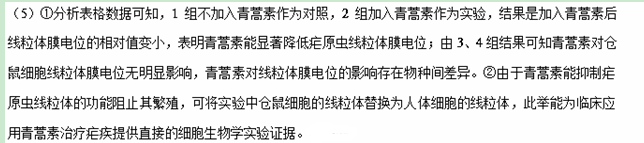 （5）①分析表格数据可知，1 组不加入青蒿素作为对照，2 组加入青蒿素作为实验，结果是加入青蒿素后
线粒体膜电位的相对值变小，表明青蒿素能显著降低疟原虫线粒体膜电位；由 3、4组结果可知青蒿素对仓
鼠细胞线粒体膜电位无明显影响，青蒿素对线粒体膜电位的影响存在物种间差异。②由于青蒿素能抑制疟
原虫线粒体的功能阻止其繁殖，可将实验中仓鼠细胞的线粒体替换为人体细胞的线粒体，此举能为临床应
用青蒿素治疗疟疾提供直接的细胞生物学实验证据。